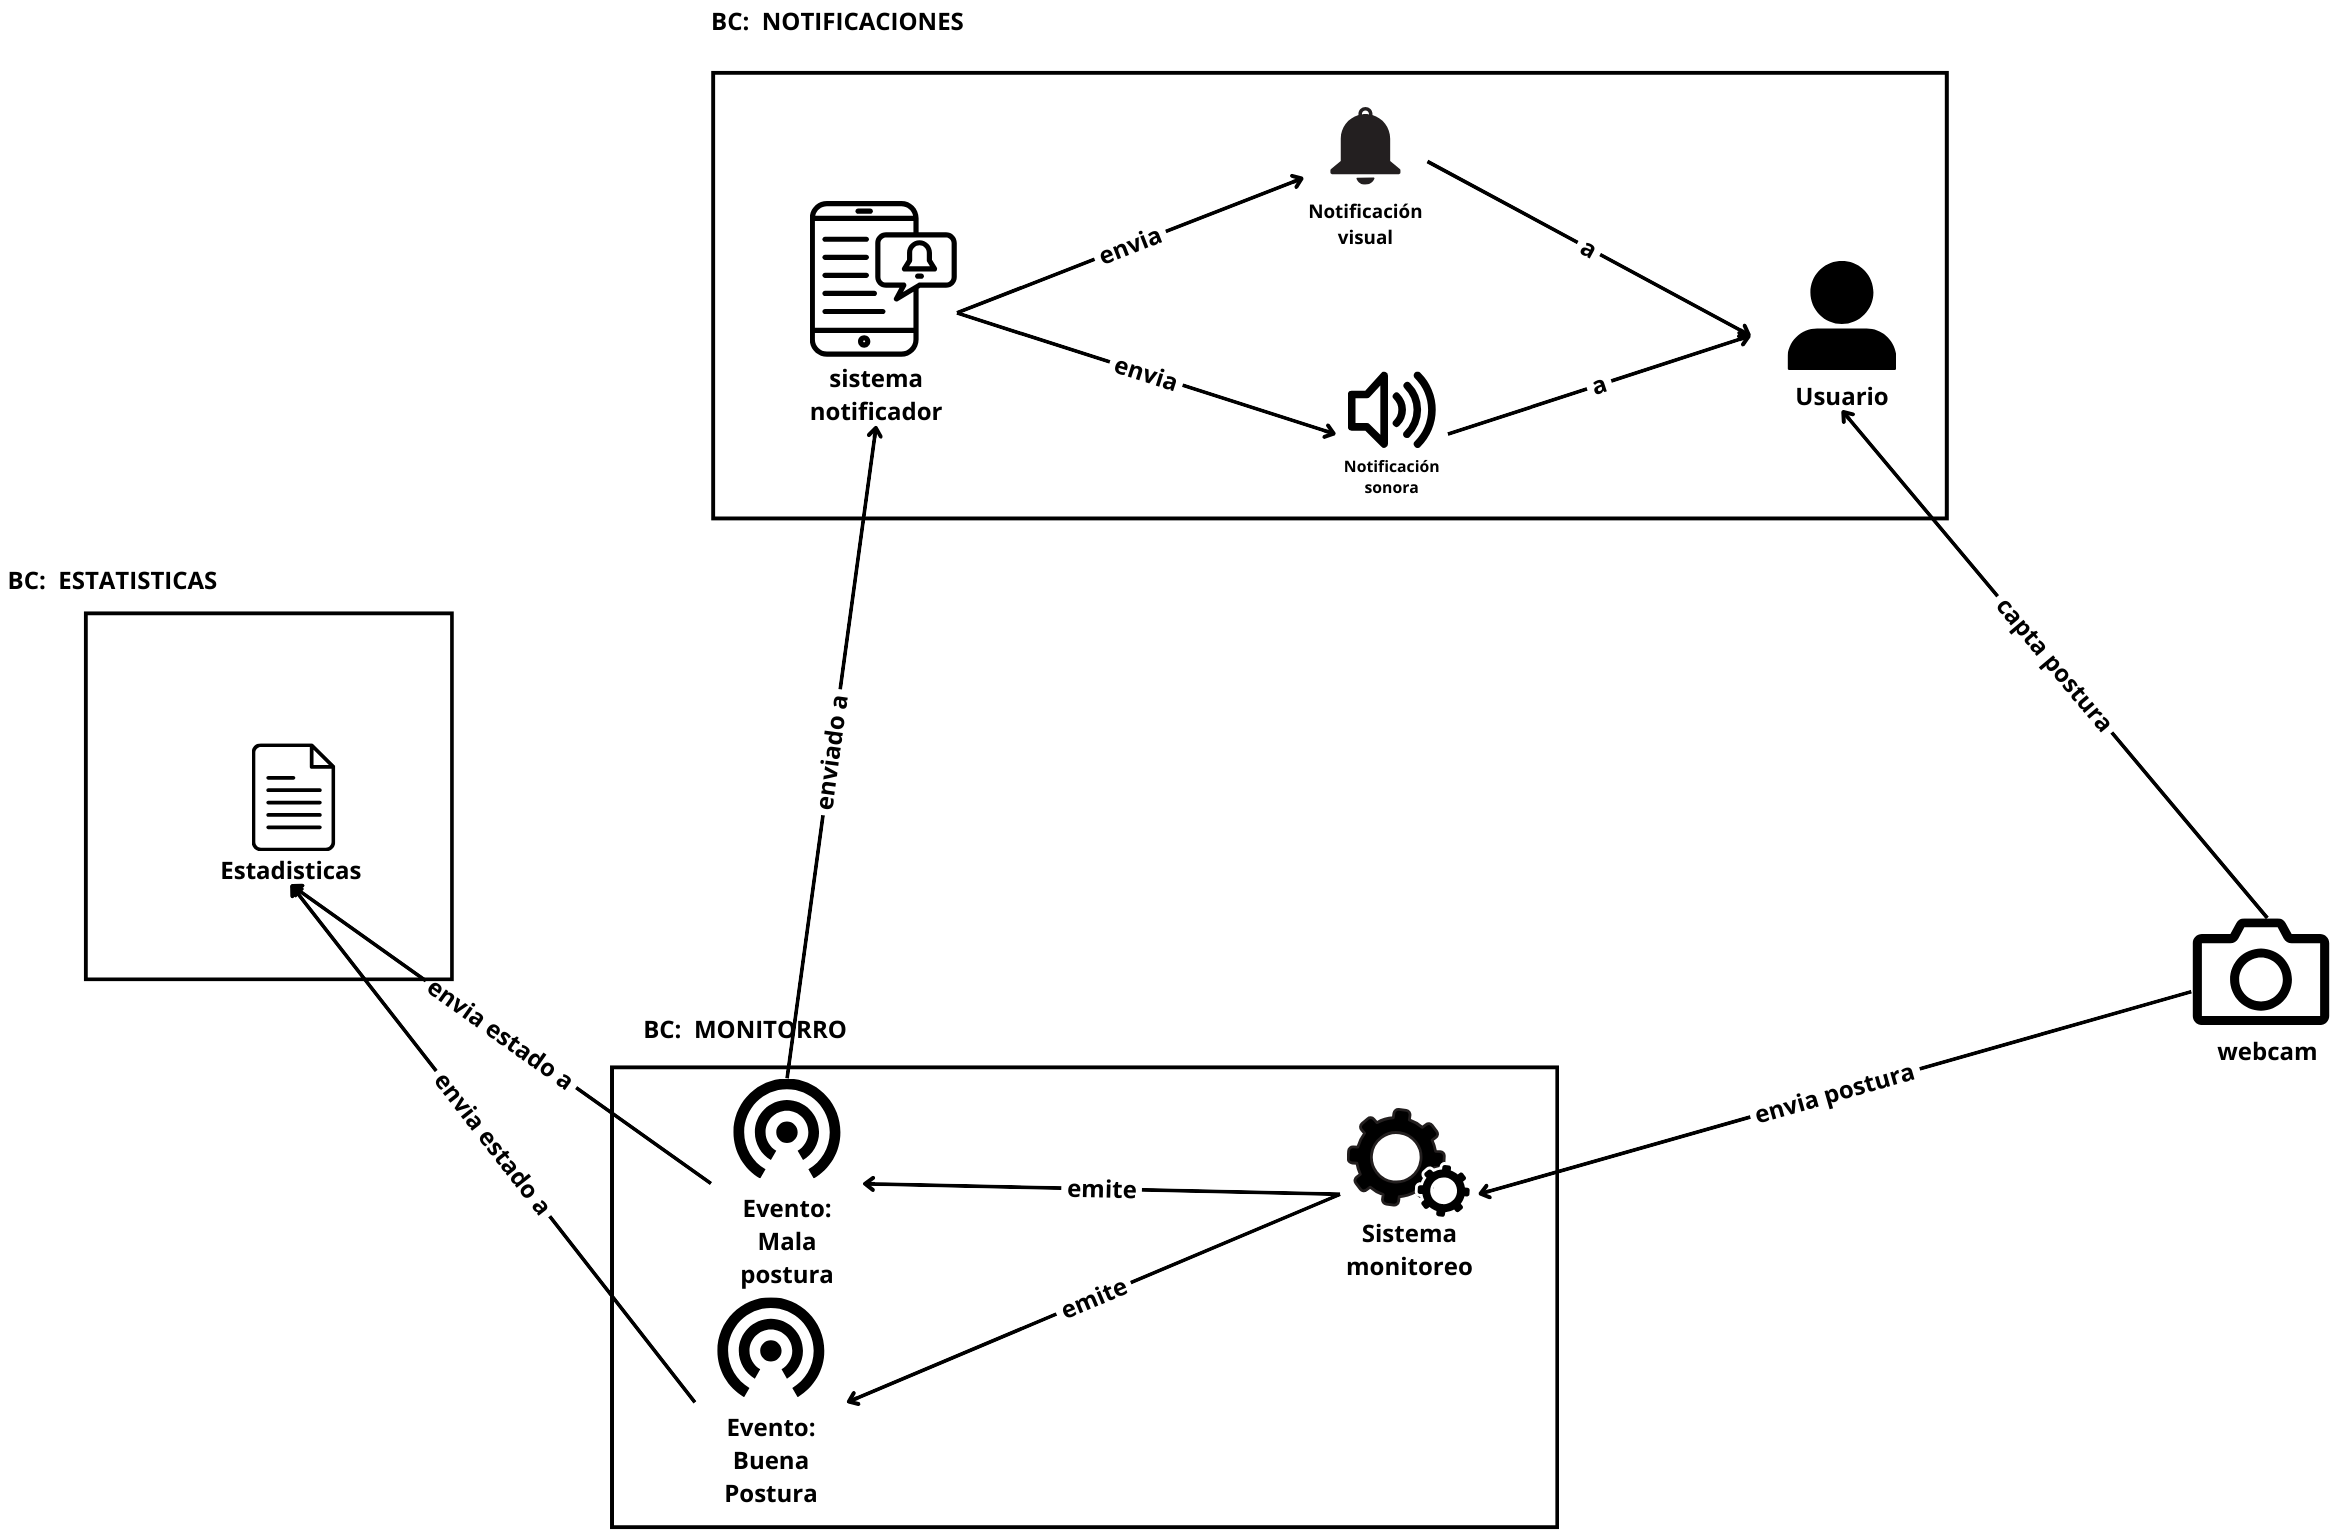 BC:  NOTIFICACIONES
Notificación
visual
envia
a
sistema
notificador
envia
a
Usuario
Notificación
sonora
BC:  ESTATISTICAS
capta postura
enviado a
Estadisticas
envia estado a
envia estado a
BC:  MONITORRO
webcam
envia postura
emite
Evento:
Mala
postura
Sistema
monitoreo
emite
Evento:
Buena
Postura